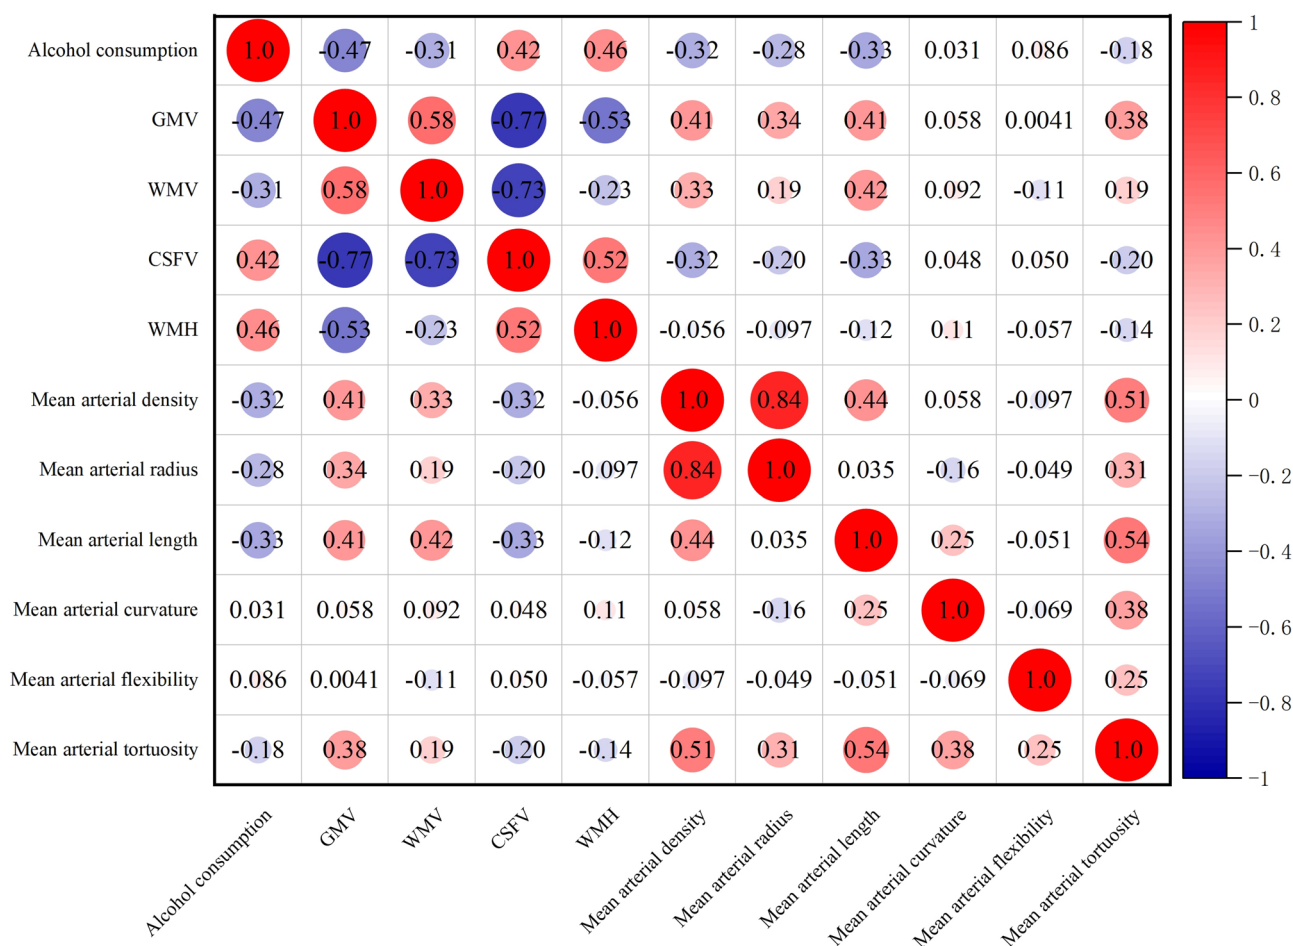 Alcohol consumption 1.0 -0.47 -0.31 0.42 0.46 -0.32 -0.28 -0.33 0.031 0.086 -0.18
GMV -0.47 1.0 0.58 -0.77 -0.53 0.41 0.34 0.41 0.058 0.0041 0.38
WMV -0.31 0.58 1.0 -0.73 -0.23 0.33 0.19 0.42 0.092 -0.11 0.19
CSFV 0.42 -0.77 -0.73 1.0 0.52 -0.32 -0.20 -0.33 0.048 0.050 -0.20
WMH 0.46 -0.53 -0.23 0.52 1.0 -0.056 -0.097 -0.12 0.11 -0.057 -0.14
Mean arterial density -0.32 0.41 0.33 -0.32 -0.056 1.0 0.84 0.44 0.058 -0.097 0.51
Mean arterial radius -0.28 0.34 0.19 -0.20 -0.097 0.84 1.0 0.035 -0.16 -0.049 0.31
Mean arterial length -0.33 0.41 0.42 -0.33 -0.12 0.44 0.035 1.0 0.25 -0.051 0.54
Mean arterial curvature 0.031 0.058 0.092 0.048 0.11 0.058 -0.16 0.25 1.0 -0.069 0.38
Mean arterial flexibility 0.086 0.0041 -0.11 0.050 -0.057 -0.097 -0.049 -0.051 -0.069 1.0 0.25
Mean arterial tortuosity -0.18 0.38 0.19 -0.20 -0.14 0.51 0.31 0.54 0.38 0.25 1.0
Alcohol consumption
GMV
WMV
CSFV
WMH
Mean arterial density
Mean arterial radius
Mean arterial length
Mean arterial curvature
Mean arterial flexibility
Mean arterial tortuosity
1
0.8
0.6
0.4
0.2
0
-0.2
-0.4
-0.6
-0.8
-1